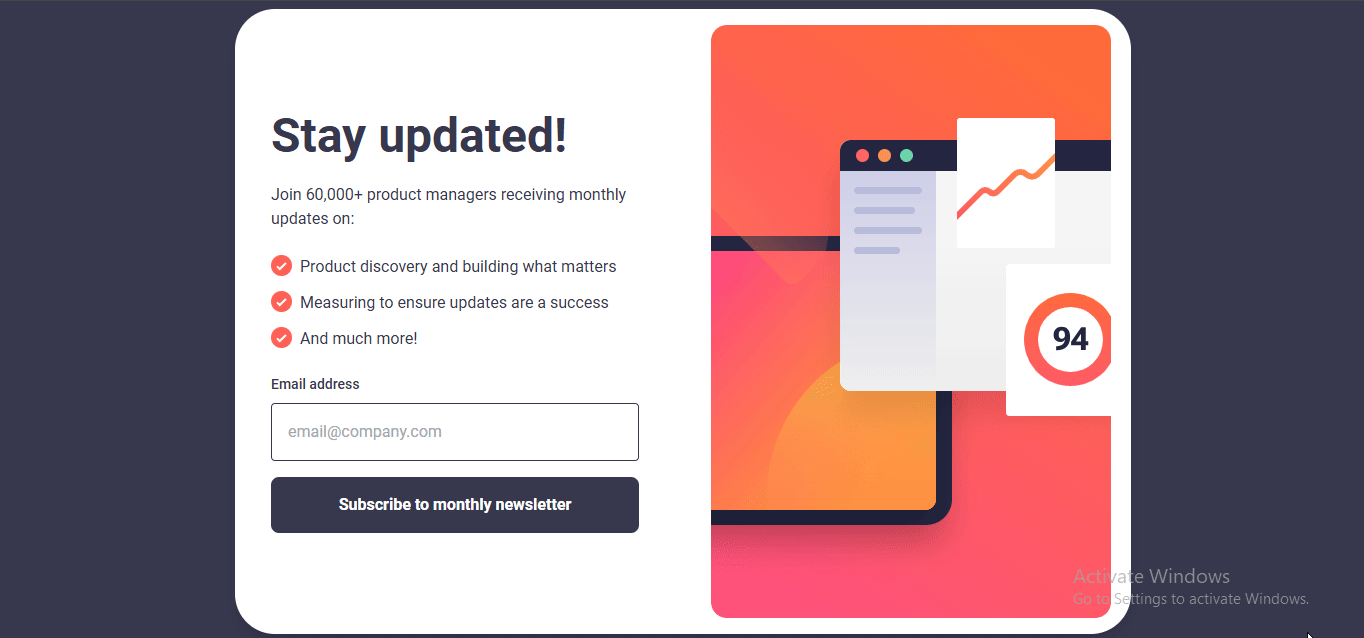 Stay updated!
Join 60,000+ product managers receiving monthly
updates on:
Product discovery and building what matters
Measuring to ensure updates are a success
And much more!
Email address
email@company.com
Subscribe to monthly newsletter
94
Activate Windows
Go to Settings to activate Windows.